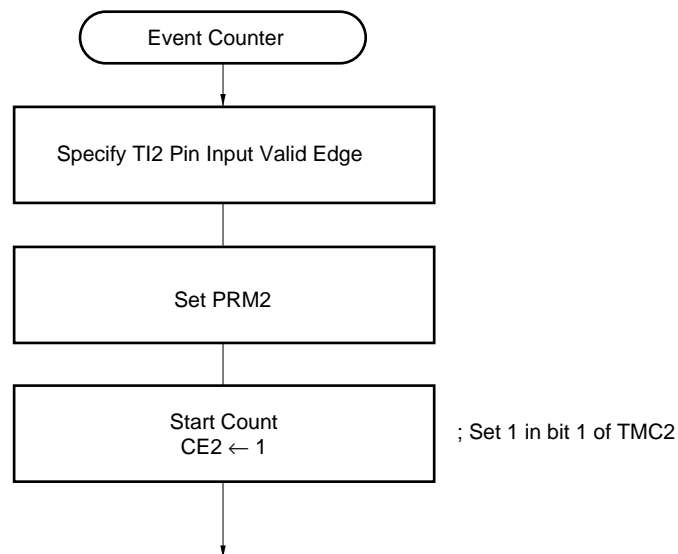 Event Counter
Specify TI2 Pin Input Valid Edge
Set PRM2
Start Count
CE2 ← 1
; Set 1 in bit 1 of TMC2